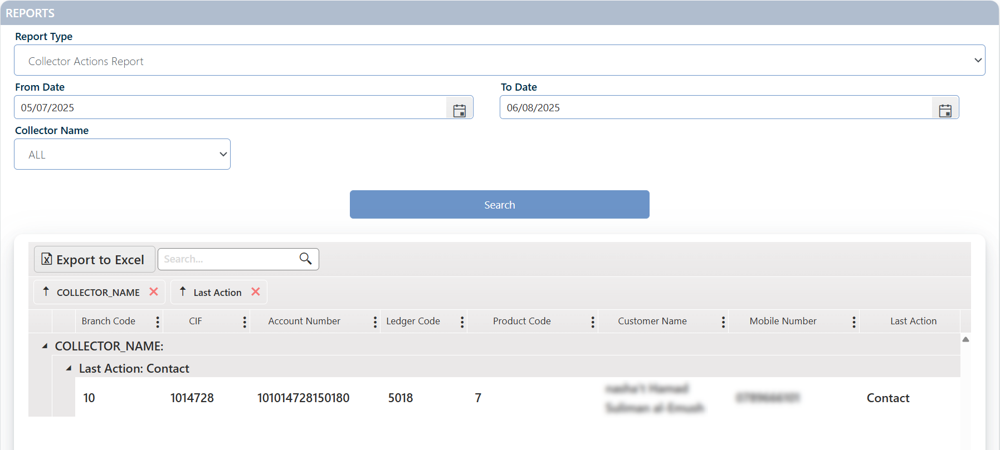 REPORTS
Report Type
Collector Actions Report
From Date
To Date
05/07/2025
06/08/2025
Collector Name
ALL
Search
Export to Excel
Search...
COLLECTOR_NAME
Last Action
Branch Code
CIF
Account Number
Ledger Code
Product Code
Customer Name
Mobile Number
Last Action
COLLECTOR_NAME:
Last Action: Contact
10
1014728
101014728150180
5018
7
Contact